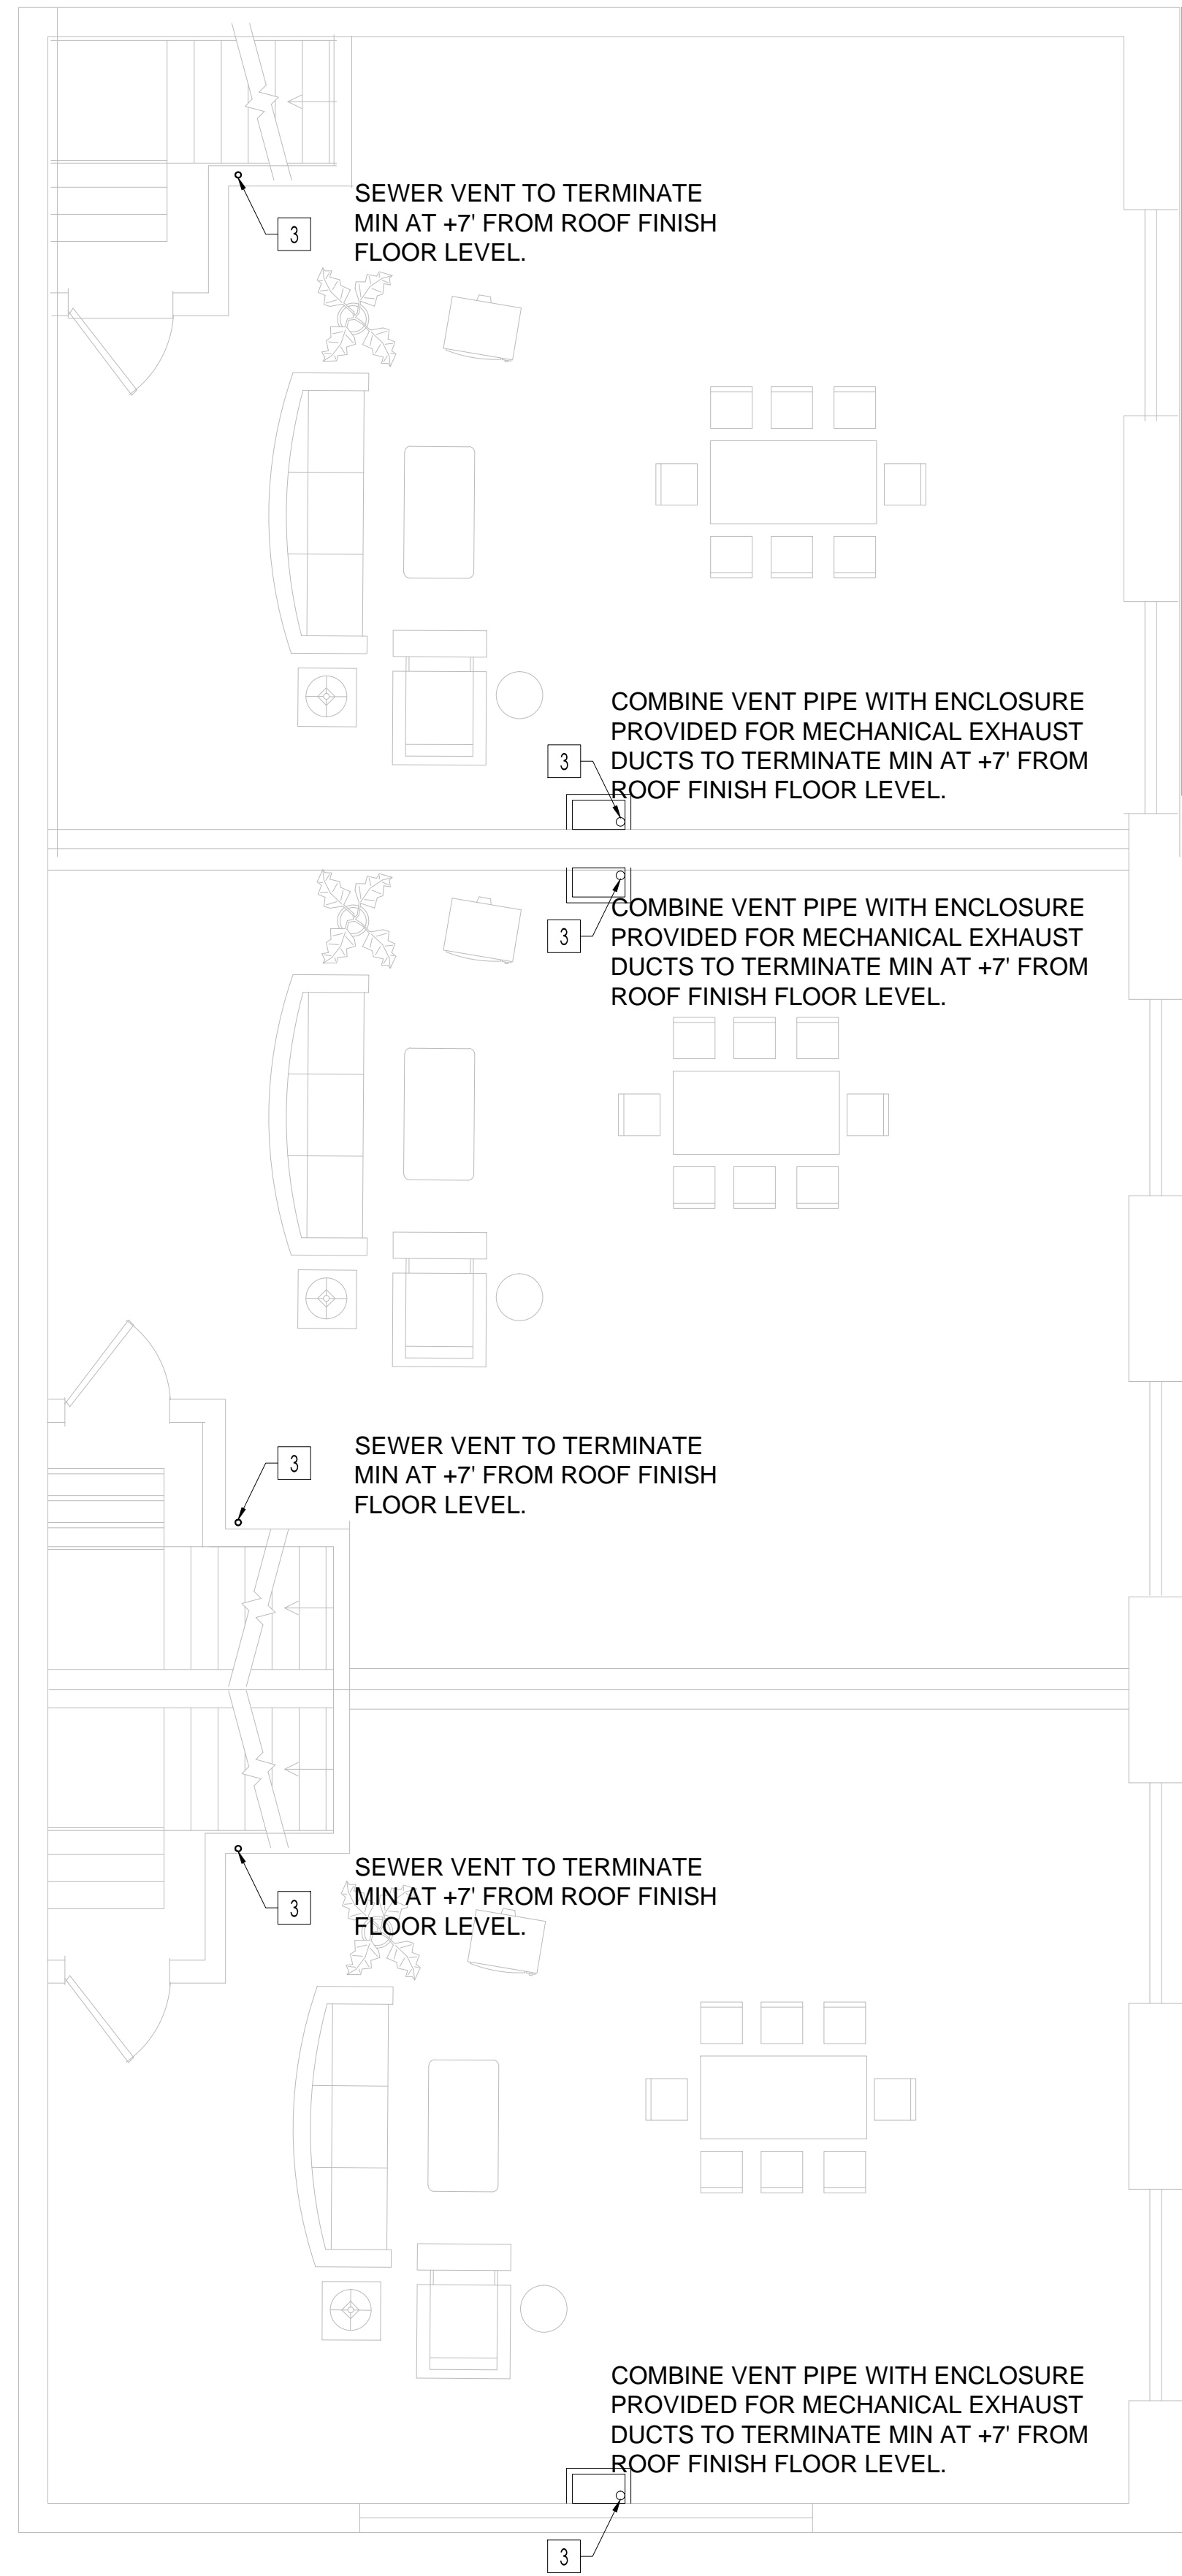 SEWER VENT TO TERMINATE
MIN AT +7' FROM ROOF FINISH
FLOOR LEVEL.
3
COMBINE VENT PIPE WITH ENCLOSURE
PROVIDED FOR MECHANICAL EXHAUST
DUCTS TO TERMINATE MIN AT +7' FROM
ROOF FINISH FLOOR LEVEL.
3
COMBINE VENT PIPE WITH ENCLOSURE
PROVIDED FOR MECHANICAL EXHAUST
DUCTS TO TERMINATE MIN AT +7' FROM
ROOF FINISH FLOOR LEVEL.
3
SEWER VENT TO TERMINATE
MIN AT +7' FROM ROOF FINISH
FLOOR LEVEL.
3
SEWER VENT TO TERMINATE
MIN AT +7' FROM ROOF FINISH
FLOOR LEVEL.
3
COMBINE VENT PIPE WITH ENCLOSURE
PROVIDED FOR MECHANICAL EXHAUST
DUCTS TO TERMINATE MIN AT +7' FROM
ROOF FINISH FLOOR LEVEL.
3